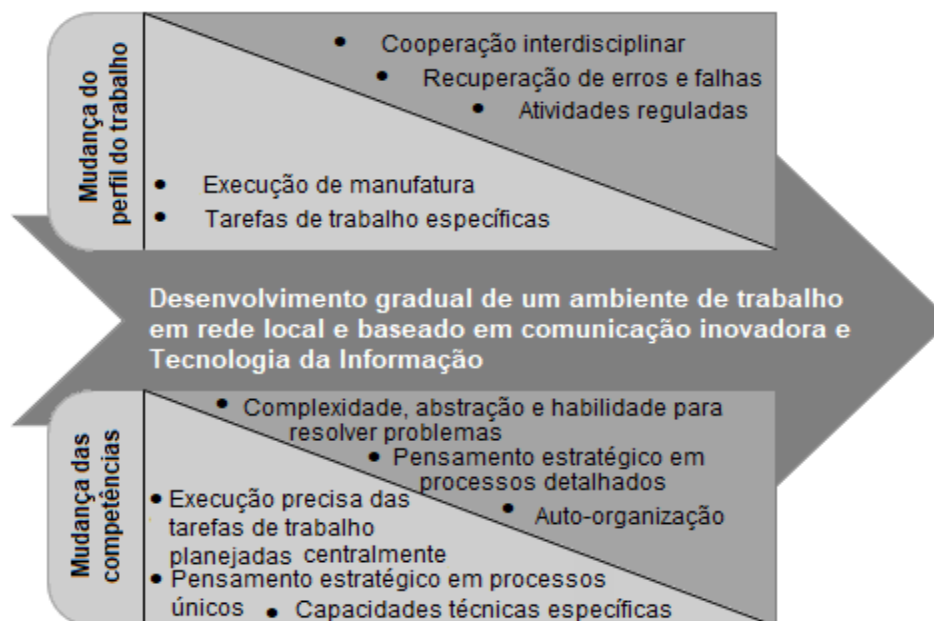 Mudança do
perfil do trabalho
• Cooperação interdisciplinar
• Recuperação de erros e falhas
• Atividades reguladas
• Execução de manufatura
• Tarefas de trabalho específicas
Desenvolvimento gradual de um ambiente de trabalho
em rede local e baseado em comunicação inovadora e
Tecnologia da Informação
Mudança das
competências
• Complexidade, abstração e habilidade para
resolver problemas
• Pensamento estratégico em
processos detalhados
• Auto-organização
• Execução precisa das
tarefas de trabalho
planejadas centralmente
• Pensamento estratégico em processos
únicos • Capacidades técnicas específicas